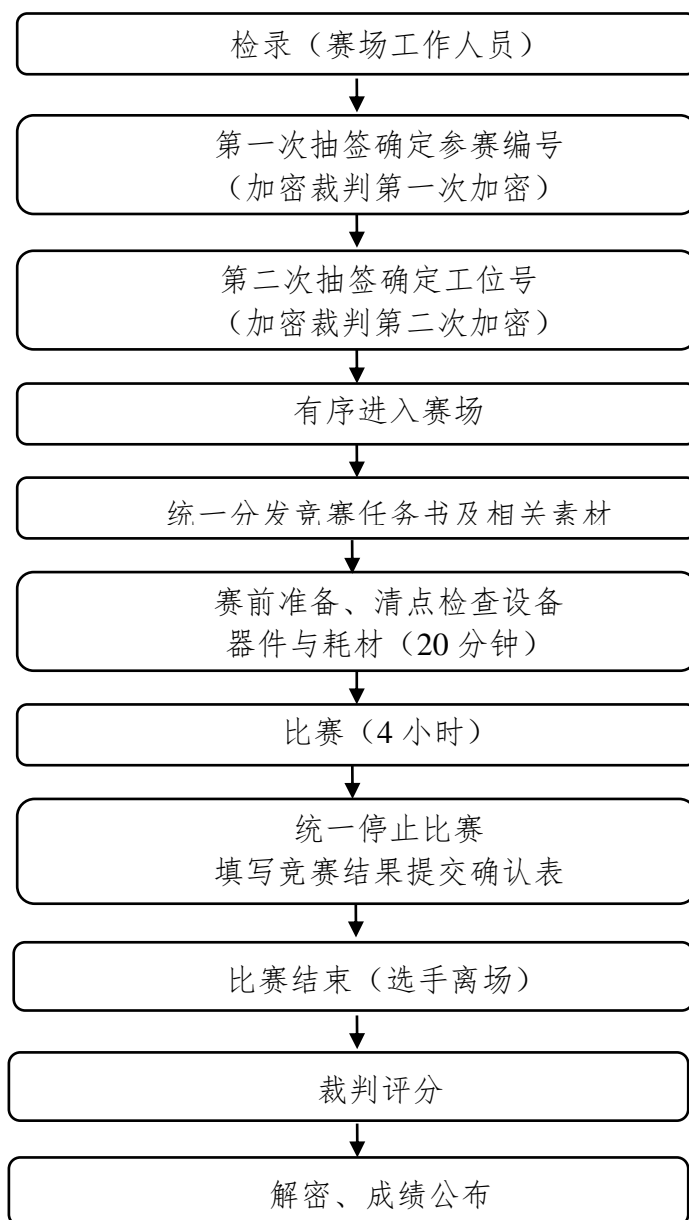 检录（赛场工作人员）
第一次抽签确定参赛编号
（加密裁判第一次加密）
第二次抽签确定工位号
（加密裁判第二次加密）
有序进入赛场
统一分发竞赛任务书及相关素材
赛前准备、清点检查设备
器件与耗材（20 分钟）
比赛（4 小时）
统一停止比赛
填写竞赛结果提交确认表
比赛结束（选手离场）
裁判评分
解密、成绩公布